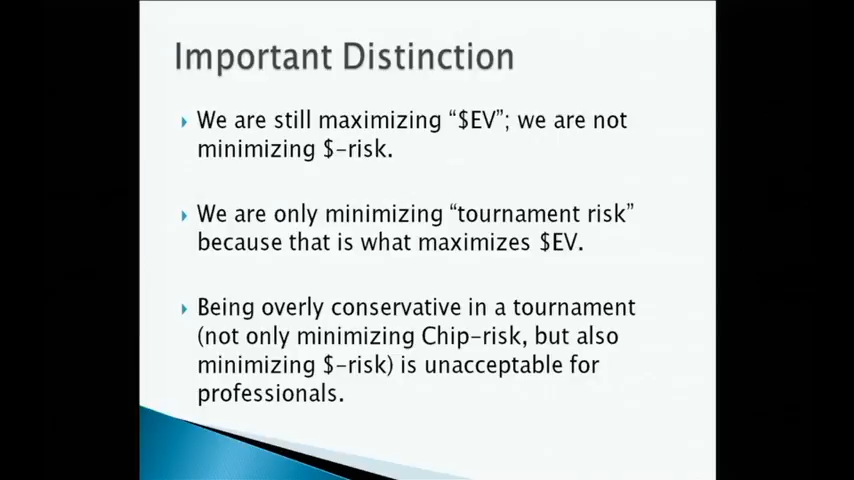 Important Distinction
We are still maximizing “$EV”; we are not
minimizing $-risk.
We are only minimizing “tournament risk”
because that is what maximizes $EV.
Being overly conservative in a tournament
(not only minimizing Chip-risk, but also
minimizing $-risk) is unacceptable for
professionals.